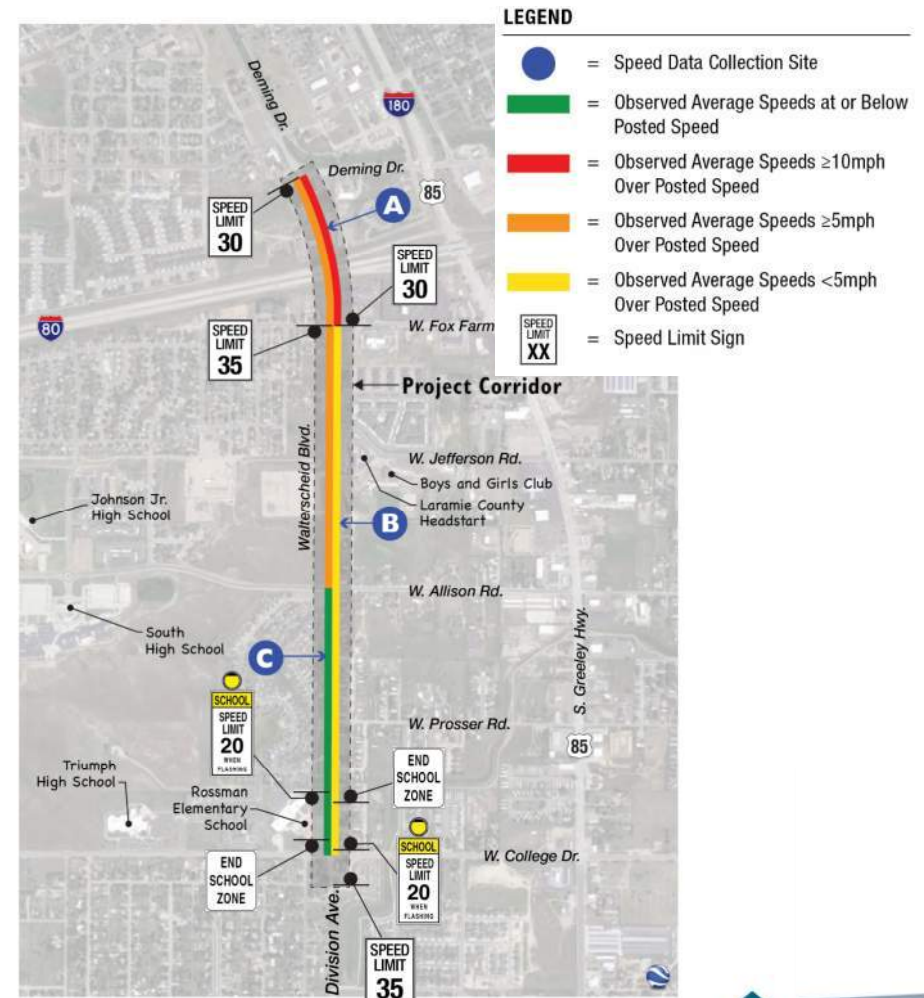 LEGEND
= Speed Data Collection Site
= Observed Average Speeds at or Below
Posted Speed
= Observed Average Speeds ≥10mph
Over Posted Speed
= Observed Average Speeds ≥5mph
Over Posted Speed
= Observed Average Speeds <5mph
Over Posted Speed
SPEED
LIMIT
XX
= Speed Limit Sign
Deming Dr.
180
Deming Dr.
85
A
SPEED
LIMIT
30
SPEED
LIMIT
30
80
SPEED
LIMIT
35
W. Fox Farm
Project Corridor
Walterscheid Blvd.
W. Jefferson Rd.
Boys and Girls Club
Laramie County
Headstart
Johnson Jr.
High School
B
W. Allison Rd.
South
High School
C
S. Greeley Hwy.
SCHOOL
SPEED
LIMIT
20
WHEN
FLASHING
W. Prosser Rd.
85
END
SCHOOL
ZONE
Triumph
High School
Rossman
Elementary
School
SCHOOL
SPEED
LIMIT
20
WHEN
FLASHING
W. College Dr.
END
SCHOOL
ZONE
Division Ave.
SPEED
LIMIT
35